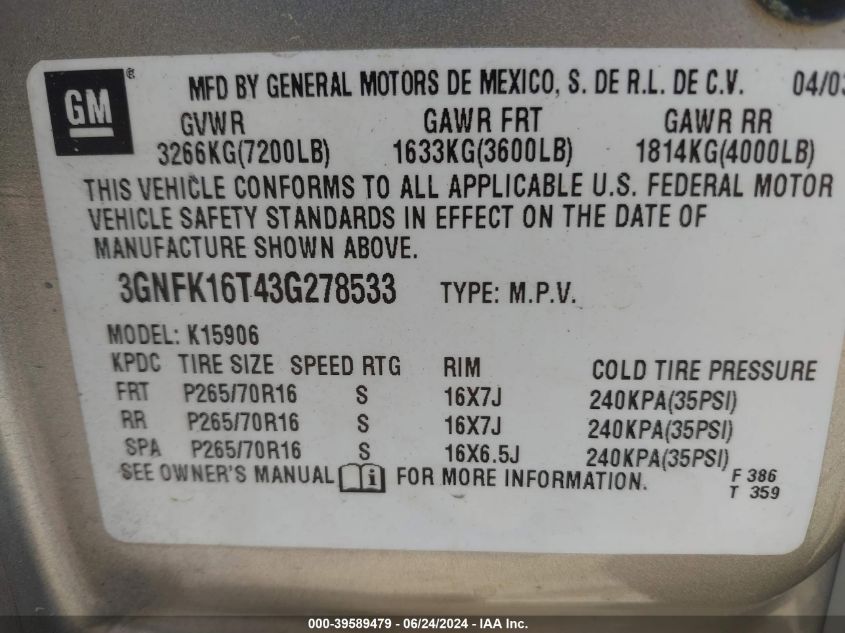 GM ® MFD BY GENERAL MOTORS DE MEXICO, S. DE R.L. DE C.V. 04/03
GVWR GAWR FRT GAWR RR
3266KG(7200LB) 1633KG(3600LB) 1814KG(4000LB)
THIS VEHICLE CONFORMS TO ALL APPLICABLE U.S. FEDERAL MOTOR
VEHICLE SAFETY STANDARDS IN EFFECT ON THE DATE OF
MANUFACTURE SHOWN ABOVE.
3GNFK16T43G278533 TYPE: M.P.V.
MODEL: K15906
KPDC TIRE SIZE SPEED RTG RIM COLD TIRE PRESSURE
FRT P265/70R16 S 16X7J 240KPA(35PSI)
RR P265/70R16 S 16X7J 240KPA(35PSI)
SPA P265/70R16 S 16X6.5J 240KPA(35PSI)
SEE OWNER'S MANUAL i FOR MORE INFORMATION. F 386
T 359
000-39589479 - 06/24/2024 - IAA Inc.